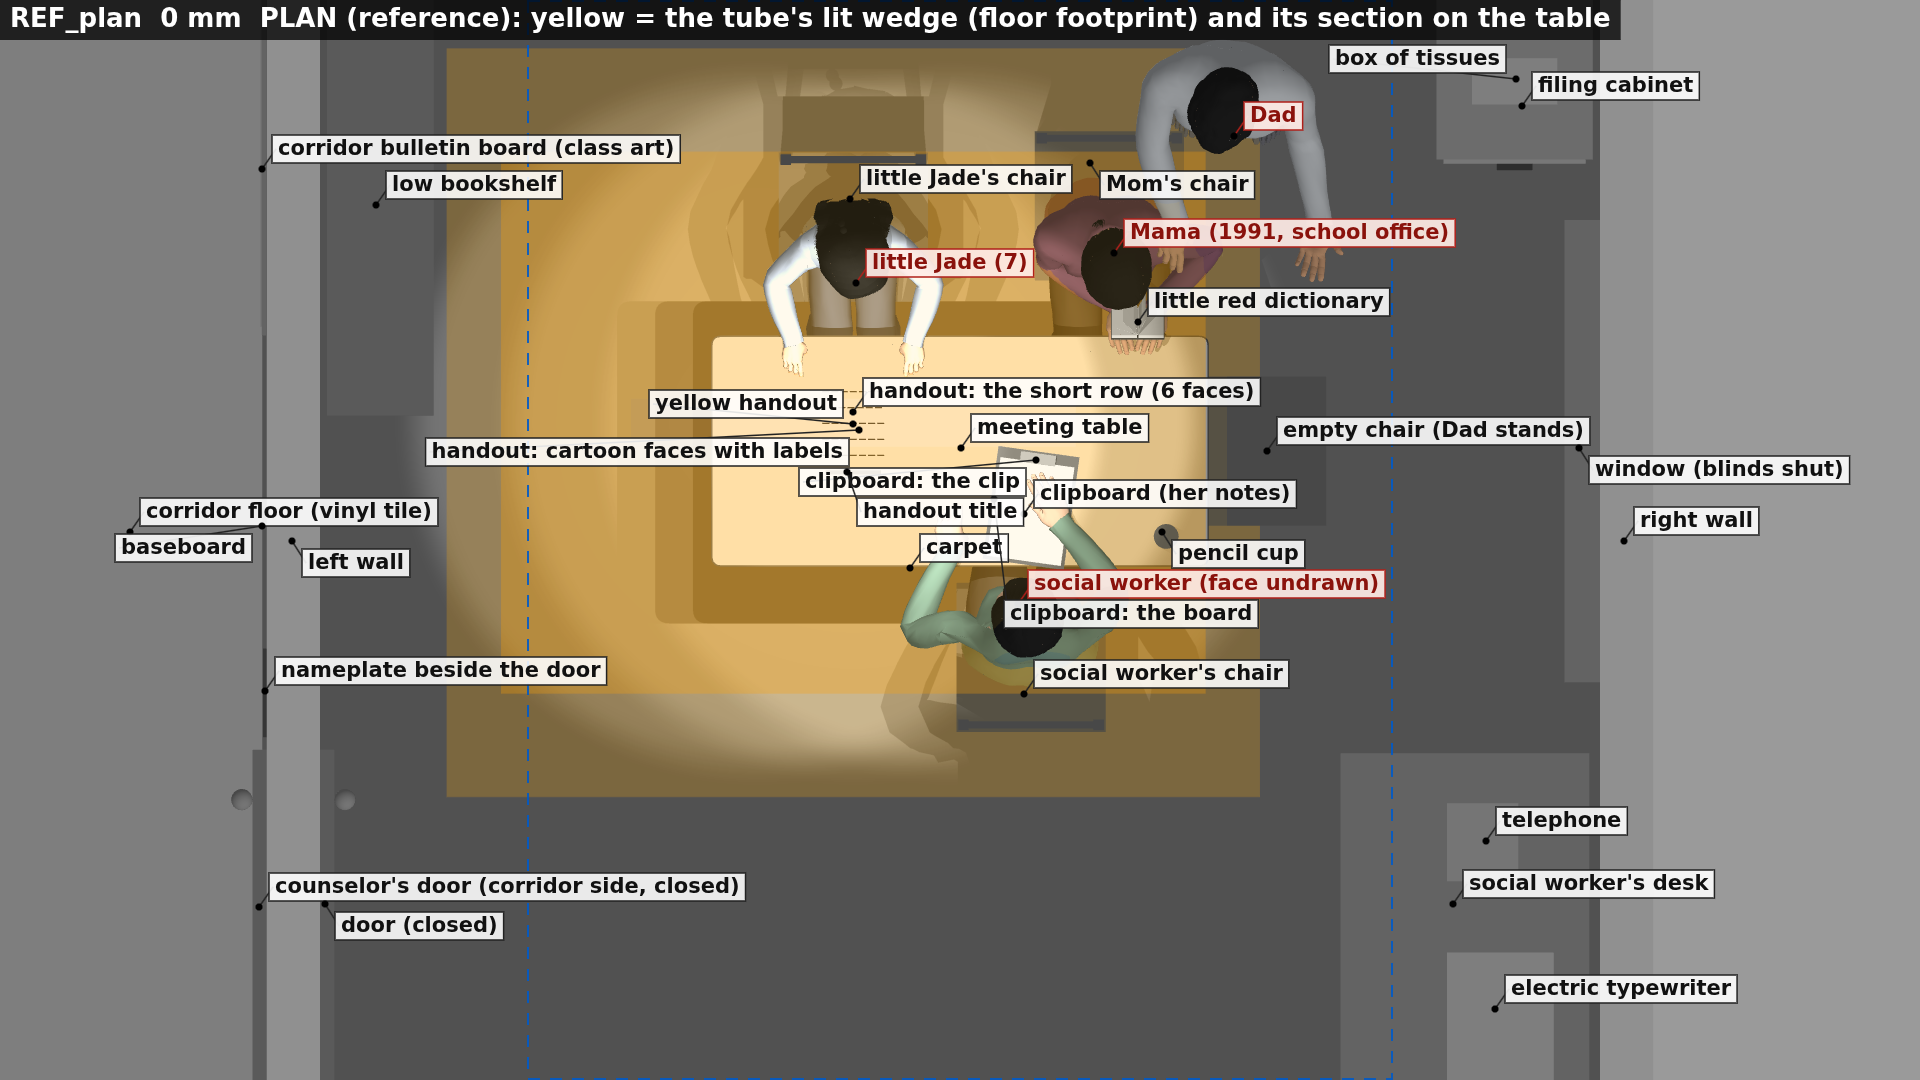 REF_plan  0 mm  PLAN (reference): yellow = the tube's lit wedge (floor footprint) and its section on the table
box of tissues
filing cabinet
Dad
corridor bulletin board (class art)
low bookshelf
little Jade's chair
Mom's chair
Mama (1991, school office)
little Jade (7)
little red dictionary
handout: the short row (6 faces)
yellow handout
meeting table
empty chair (Dad stands)
handout: cartoon faces with labels
window (blinds shut)
clipboard: the clip
clipboard (her notes)
corridor floor (vinyl tile)
handout title
right wall
baseboard
left wall
carpet
pencil cup
social worker (face undrawn)
clipboard: the board
nameplate beside the door
social worker's chair
telephone
counselor's door (corridor side, closed)
social worker's desk
door (closed)
electric typewriter